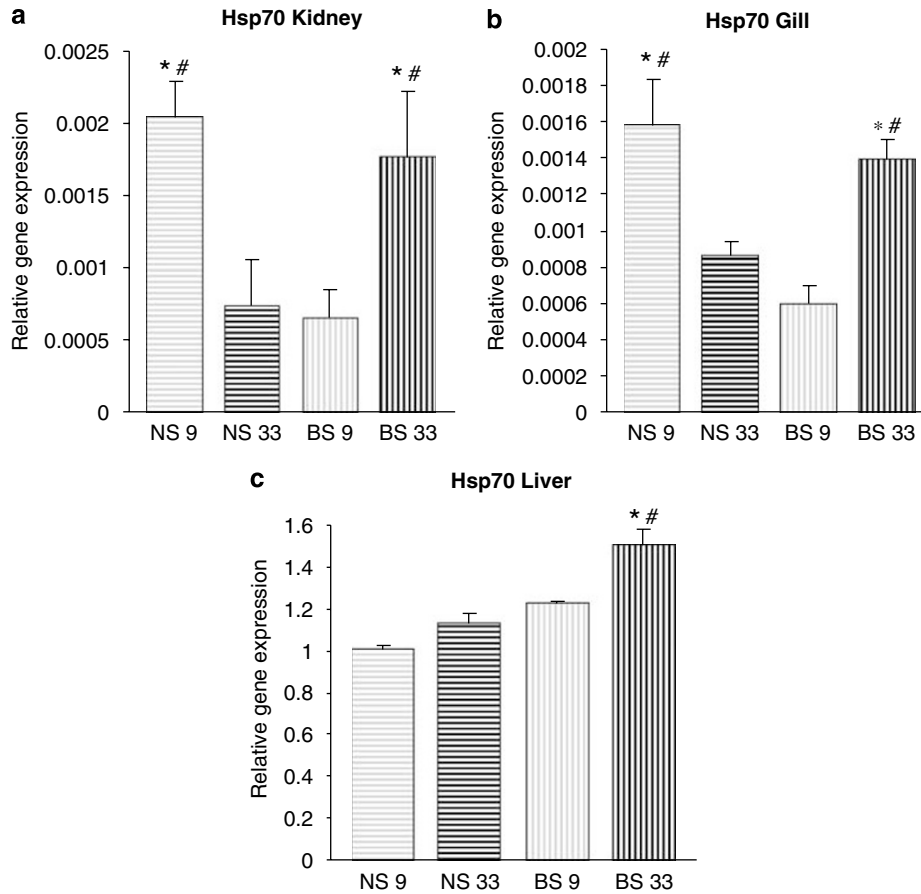 a
Hsp70 Kidney
Relative gene expression
0.0025
0.002
0.0015
0.001
0.0005
0
* #
* #
NS 9 NS 33 BS 9 BS 33
b
Hsp70 Gill
Relative gene expression
0.002
0.0018
0.0016
0.0014
0.0012
0.001
0.0008
0.0006
0.0004
0.0002
0
* #
* #
NS 9 NS 33 BS 9 BS 33
c
Hsp70 Liver
Relative gene expression
1.6
1.4
1.2
1
0.8
0.6
0.4
0.2
0
* #
NS 9 NS 33 BS 9 BS 33